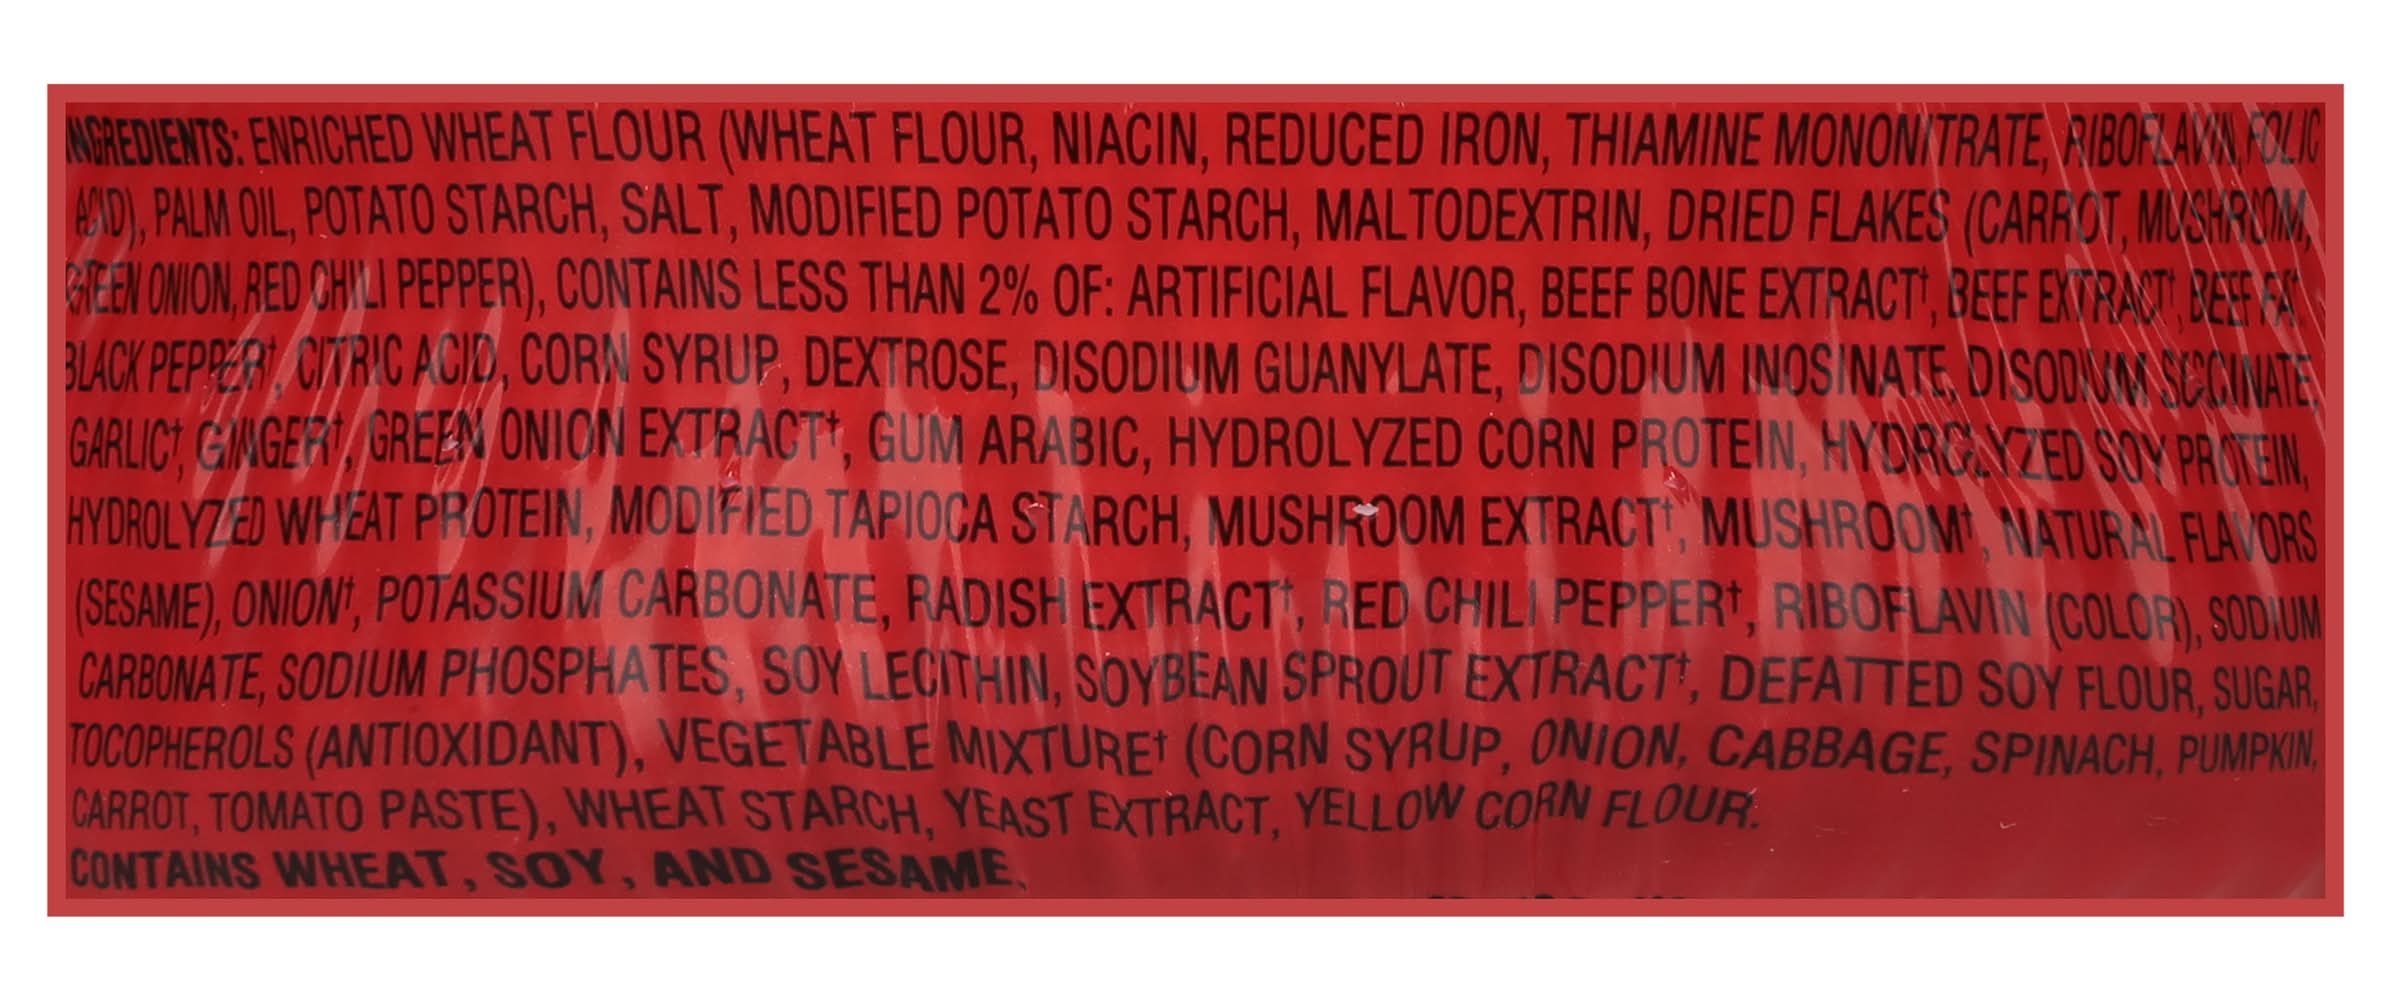 INGREDIENTS: ENRICHED WHEAT FLOUR (WHEAT FLOUR, NIACIN, REDUCED IRON, THIAMINE MONONITRATE, RIBOFLAVIN, FOLIC
ACID), PALM OIL, POTATO STARCH, SALT, MODIFIED POTATO STARCH, MALTODEXTRIN, DRIED FLAKES (CARROT, MUSHROOM,
GREEN ONION, RED CHILI PEPPER), CONTAINS LESS THAN 2% OF: ARTIFICIAL FLAVOR, BEEF BONE EXTRACT†, BEEF EXTRACT†, BEEF FAT†
BLACK PEPPER†, CITRIC ACID, CORN SYRUP, DEXTROSE, DISODIUM GUANYLATE, DISODIUM INOSINATE, DISODIUM SUCCINATE,
GARLIC†, GINGER†, GREEN ONION EXTRACT†, GUM ARABIC, HYDROLYZED CORN PROTEIN, HYDROLYZED SOY PROTEIN,
HYDROLYZED WHEAT PROTEIN, MODIFIED TAPIOCA STARCH, MUSHROOM EXTRACT†, MUSHROOM†, NATURAL FLAVORS
(SESAME), ONION†, POTASSIUM CARBONATE, RADISH EXTRACT†, RED CHILI PEPPER†, RIBOFLAVIN (COLOR), SODIUM
CARBONATE, SODIUM PHOSPHATES, SOY LECITHIN, SOYBEAN SPROUT EXTRACT†, DEFATTED SOY FLOUR, SUGAR,
TOCOPHEROLS (ANTIOXIDANT), VEGETABLE MIXTURE† (CORN SYRUP, ONION, CABBAGE, SPINACH, PUMPKIN,
CARROT, TOMATO PASTE), WHEAT STARCH, YEAST EXTRACT, YELLOW CORN FLOUR.
CONTAINS WHEAT, SOY, AND SESAME.